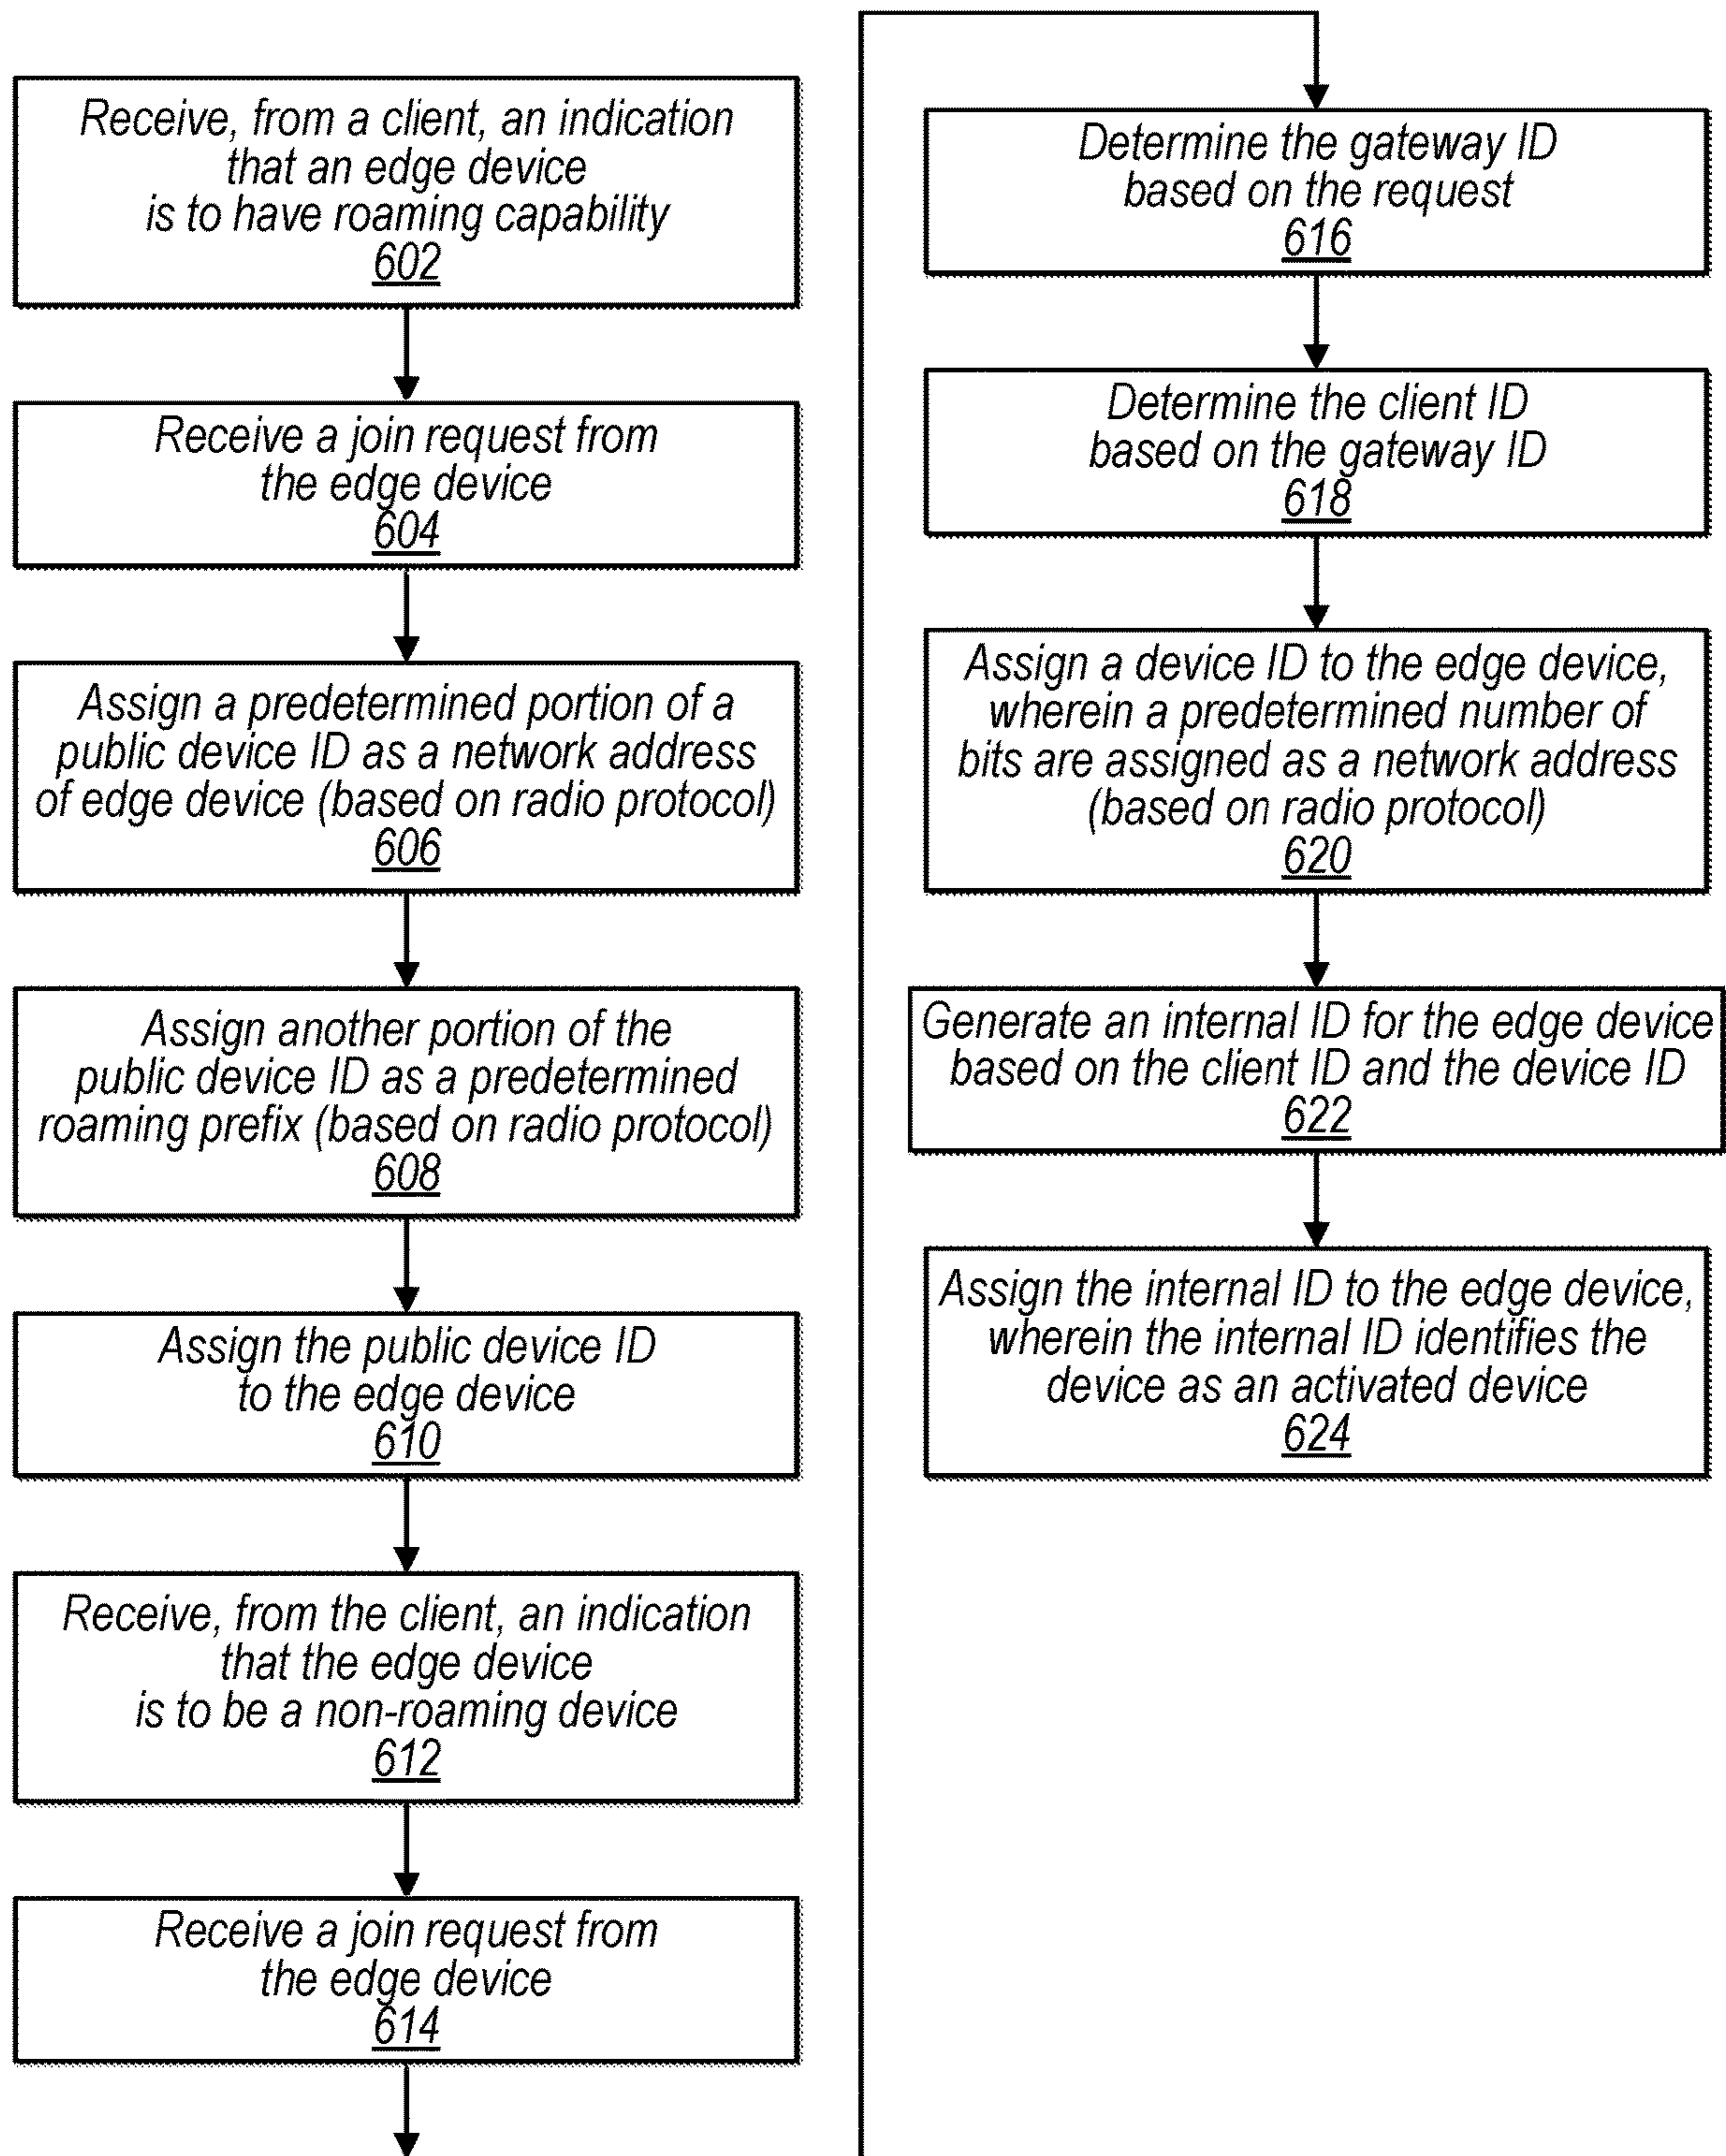 Receive, from a client, an indication
that an edge device
is to have roaming capability
602
Receive a join request from
the edge device
604
Assign a predetermined portion of a
public device ID as a network address
of edge device (based on radio protocol)
606
Assign another portion of the
public device ID as a predetermined
roaming prefix (based on radio protocol)
608
Assign the public device ID
to the edge device
610
Receive, from the client, an indication
that the edge device
is to be a non-roaming device
612
Receive a join request from
the edge device
614
Determine the gateway ID
based on the request
616
Determine the client ID
based on the gateway ID
618
Assign a device ID to the edge device,
wherein a predetermined number of
bits are assigned as a network address
(based on radio protocol)
620
Generate an internal ID for the edge device
based on the client ID and the device ID
622
Assign the internal ID to the edge device,
wherein the internal ID identifies the
device as an activated device
624